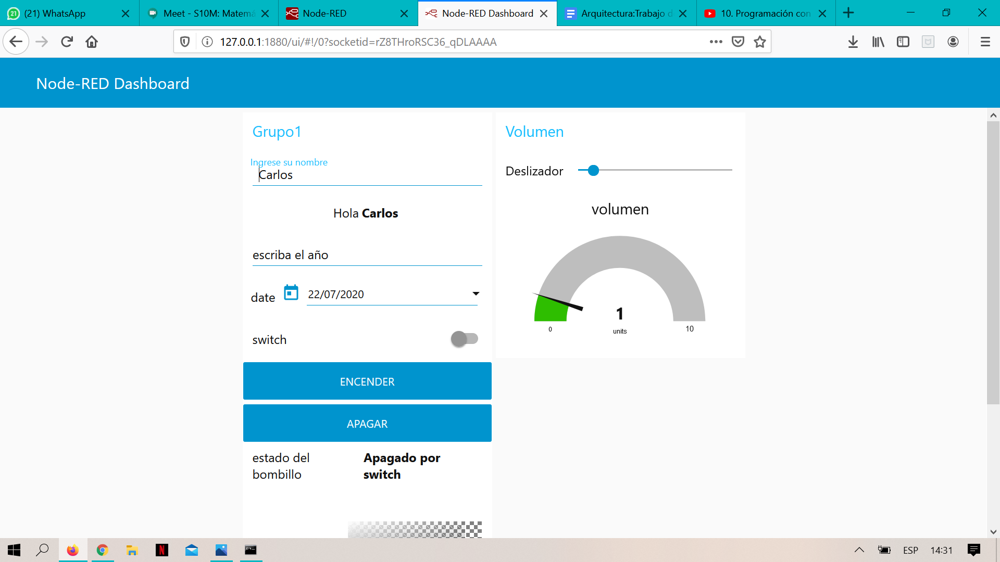 (21) WhatsApp
Meet - S10M: Matemá
Node-RED
Node-RED Dashboard
Arquitectura:Trabajo d
10. Programación con
127.0.0.1:1880/ui/#!/0?socketid=rZ8THroRSC36_qDLAAAA
Node-RED Dashboard
Grupo1
Ingrese su nombre
Carlos
Hola Carlos
escriba el año
date
22/07/2020
switch
ENCENDER
APAGAR
estado del
bombillo
Apagado por
switch
Volumen
Deslizador
volumen
1
0
units
10
ESP
14:31